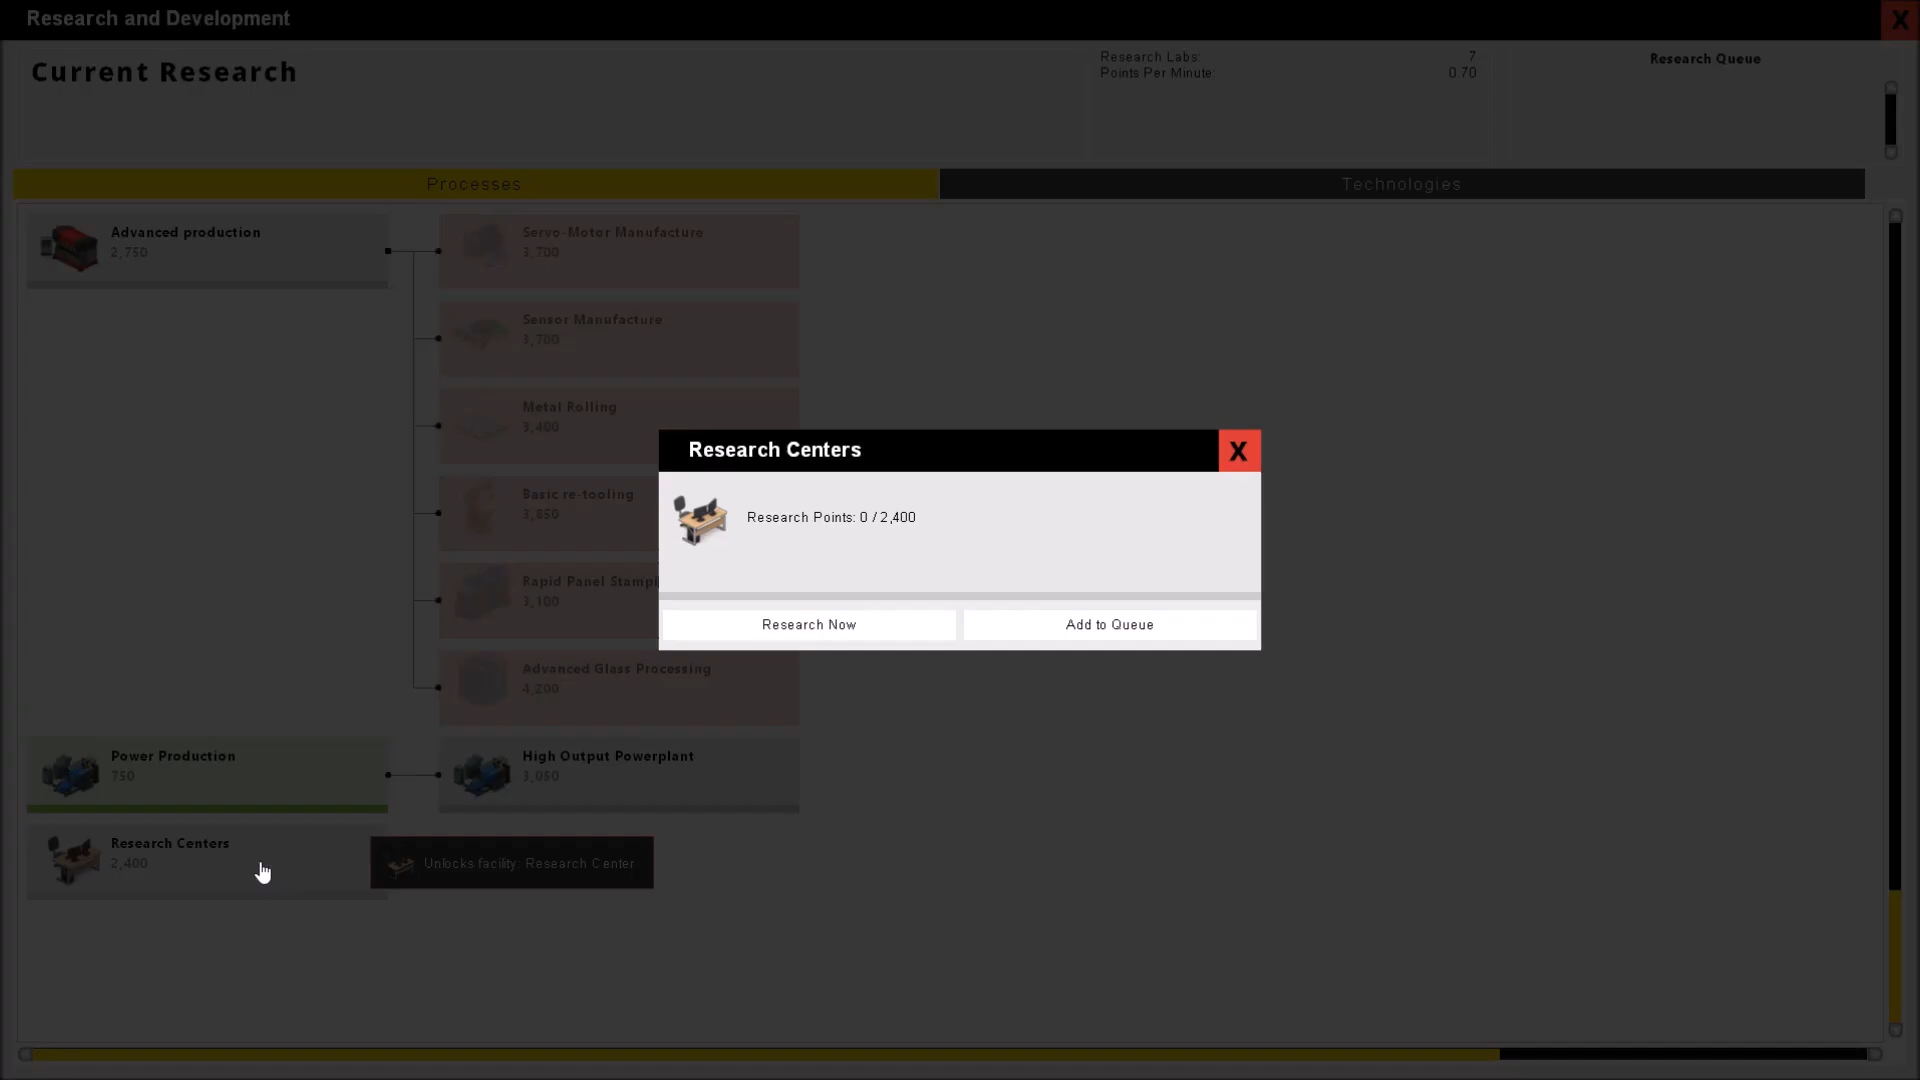 Research and Development
X
Current Research
Research Labs: 7
Points Per Minute: 0.70
Research Queue
Processes
Technologies
Advanced production
2,750
Servo-Motor Manufacture
3,700
Sensor Manufacture
3,700
Metal Rolling
3,400
Research Centers
X
Research Points: 0 / 2,400
Research Now
Add to Queue
Basic re-tooling
3,850
Rapid Panel Stampi
3,100
Advanced Glass Processing
4,200
Power Production
750
High Output Powerplant
3,050
Research Centers
2,400
Unlocks facility: Research Center